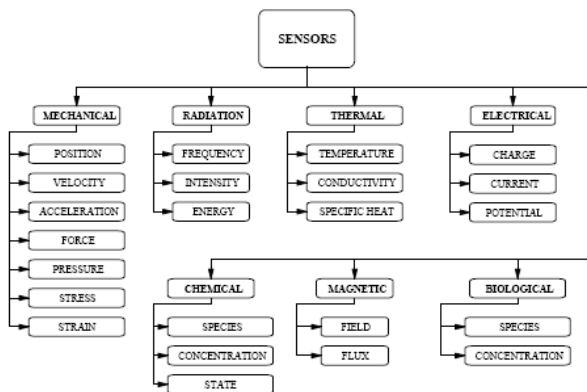 SENSORS
MECHANICAL
RADIATION
THERMAL
ELECTRICAL
POSITION
VELOCITY
ACCELERATION
FORCE
PRESSURE
STRESS
STRAIN
FREQUENCY
INTENSITY
ENERGY
TEMPERATURE
CONDUCTIVITY
SPECIFIC HEAT
CHARGE
CURRENT
POTENTIAL
CHEMICAL
MAGNETIC
BIOLOGICAL
SPECIES
CONCENTRATION
STATE
FIELD
FLUX
SPECIES
CONCENTRATION